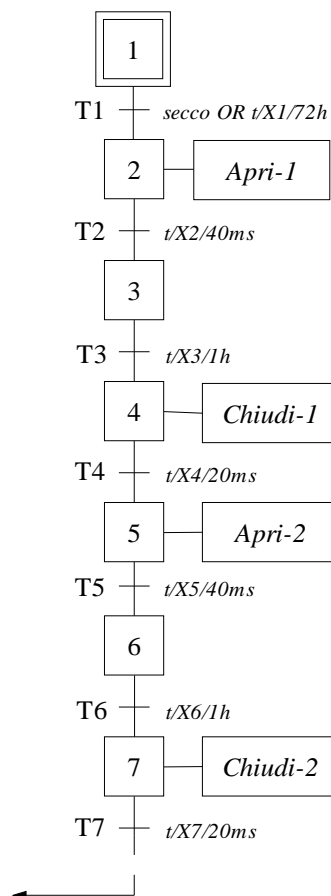 1
T1 secco OR t/X1/72h
2 Apri-1
T2 t/X2/40ms
3
T3 t/X3/1h
4 Chiudi-1
T4 t/X4/20ms
5 Apri-2
T5 t/X5/40ms
6
T6 t/X6/1h
7 Chiudi-2
T7 t/X7/20ms